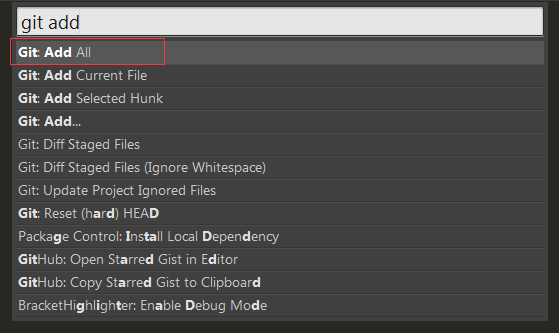 git add
Git: Add All
Git: Add Current File
Git: Add Selected Hunk
Git: Add...
Git: Diff Staged Files
Git: Diff Staged Files (Ignore Whitespace)
Git: Update Project Ignored Files
Git: Reset (hard) HEAD
Package Control: Install Local Dependency
GitHub: Open Starred Gist in Editor
GitHub: Copy Starred Gist to Clipboard
BracketHighlighter: Enable Debug Mode